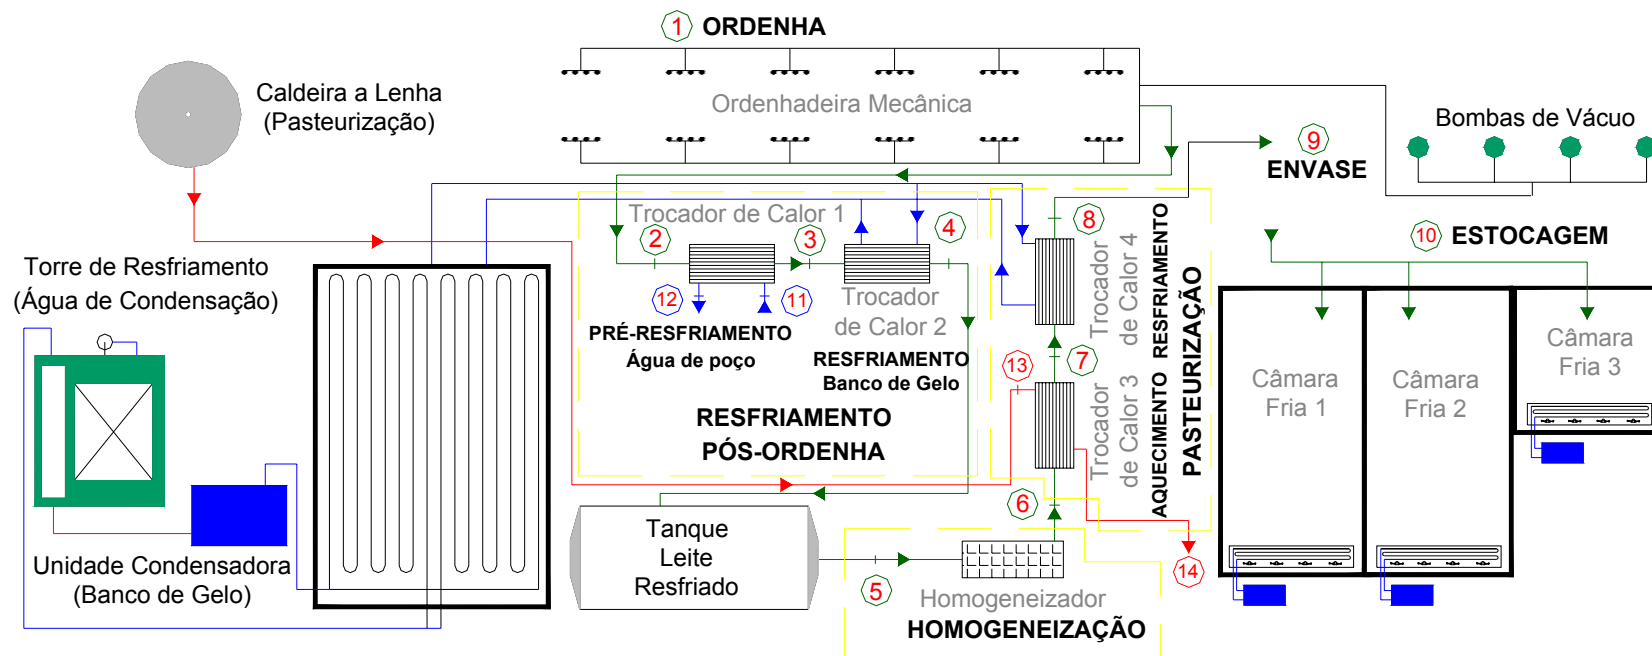 1 ORDENHA
Caldeira a Lenha
(Pasteurização)
Ordenhadeira Mecânica
Bombas de Vácuo
9
ENVASE
Trocador de Calor 1
2
3
4
8
10 ESTOCAGEM
Torre de Resfriamento
(Água de Condensação)
12
11
Trocador
de Calor 2
PRÉ-RESFRIAMENTO
Água de poço
RESFRIAMENTO
Banco de Gelo
RESFRIAMENTO
PÓS-ORDENHA
Trocador
de Calor 4
RESFRIAMENTO
PASTEURIZAÇÃO
7
13
Trocador
de Calor 3
AQUECIMENTO
6
14
Câmara
Fria 1
Câmara
Fria 2
Câmara
Fria 3
Unidade Condensadora
(Banco de Gelo)
Tanque
Leite
Resfriado
5
Homogeneizador
HOMOGENEIZAÇÃO